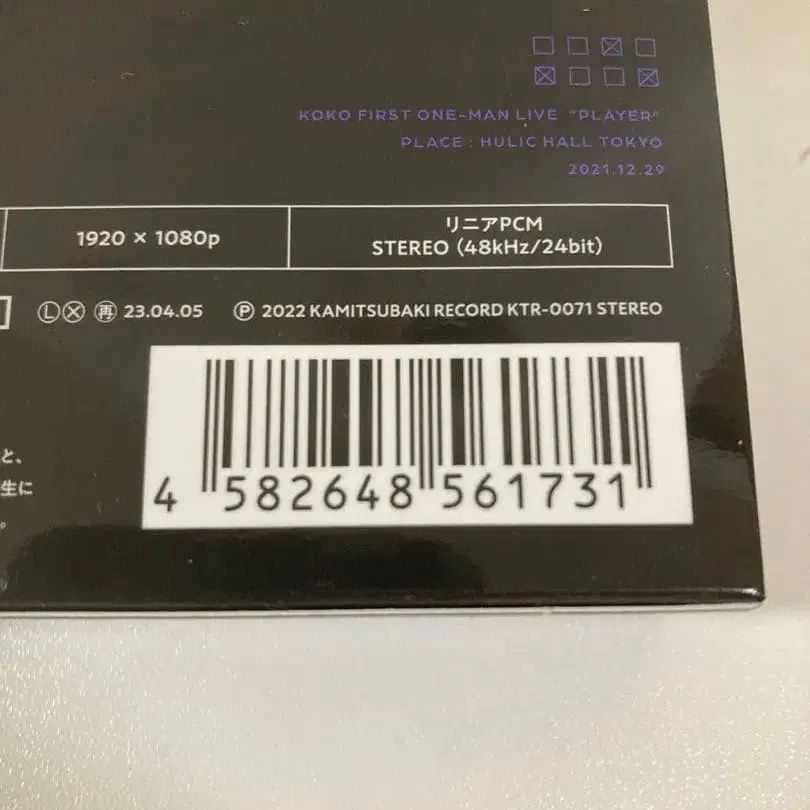 KOKO FIRST ONE-MAN LIVE "PLAYER"
PLACE : HULIC HALL TOKYO
2021.12.29
1920 × 1080p
リニアPCM
STEREO (48kHz/24bit)
Ⓛ Ⓧ ㊢ 23.04.05 Ⓟ 2022 KAMITSUBAKI RECORD KTR-0071 STEREO
4 582648 561731
と、
生に
。